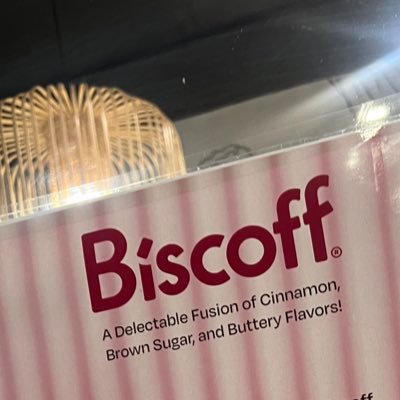 Biscoff®
A Delectable Fusion of Cinnamon,
Brown Sugar, and Buttery Flavors!